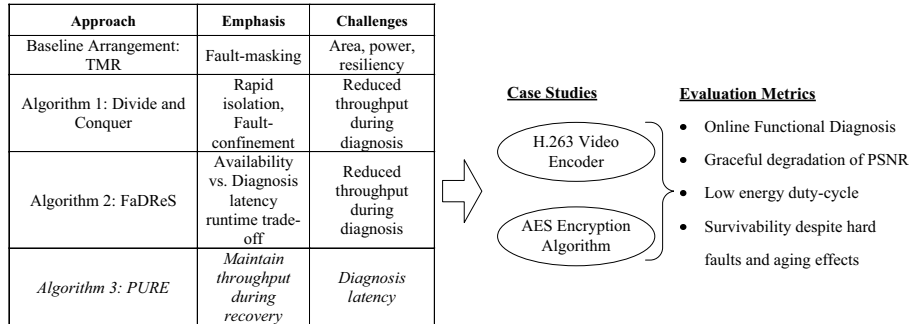 Approach
Emphasis
Challenges
Baseline Arrangement:
TMR
Fault-masking
Area, power,
resiliency
Algorithm 1: Divide and
Conquer
Rapid
isolation,
Fault-
confinement
Reduced
throughput
during
diagnosis
Algorithm 2: FaDReS
Availability
vs. Diagnosis
latency
runtime trade-
off
Reduced
throughput
during
diagnosis
Algorithm 3: PURE
Maintain
throughput
during
recovery
Diagnosis
latency
Case Studies
H.263 Video
Encoder
AES Encryption
Algorithm
Evaluation Metrics
• Online Functional Diagnosis
• Graceful degradation of PSNR
• Low energy duty-cycle
• Survivability despite hard
faults and aging effects